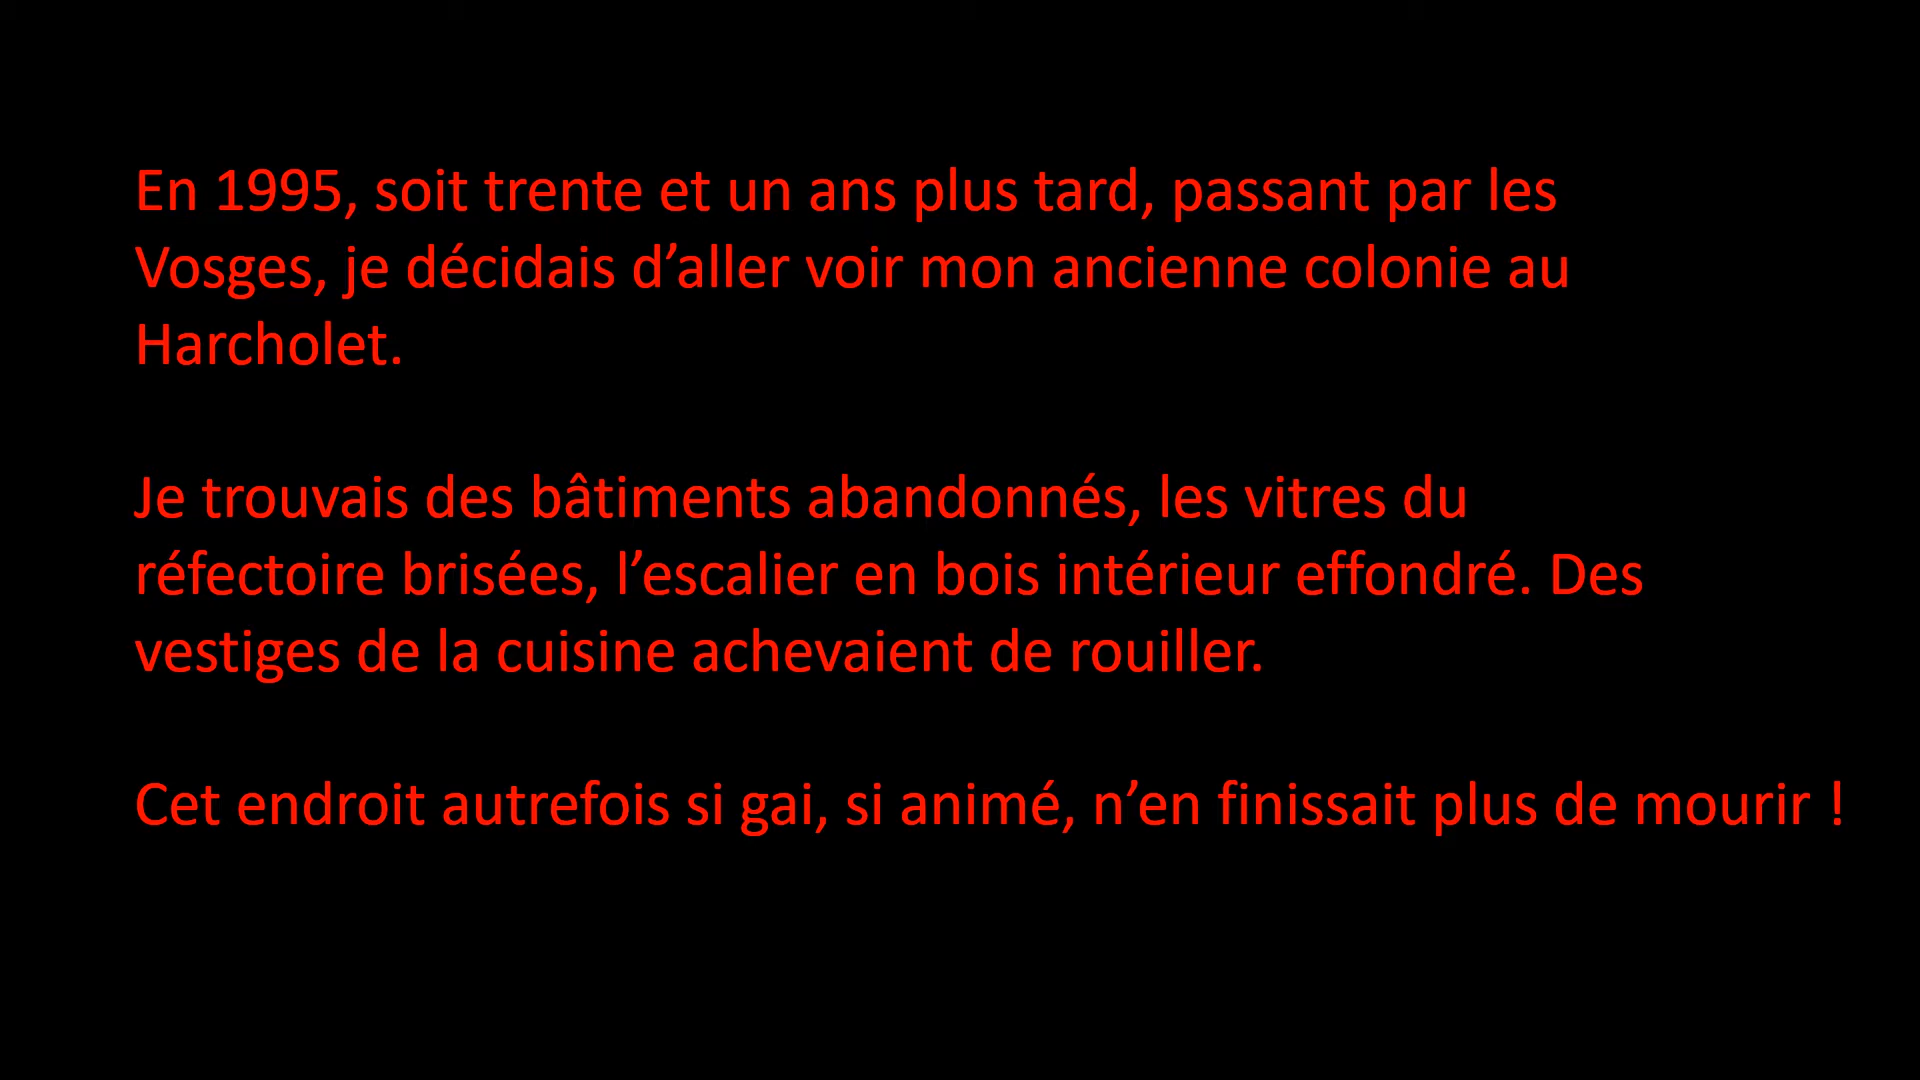 En 1995, soit trente et un ans plus tard, passant par les
Vosges, je décidais d’aller voir mon ancienne colonie au
Harcholet.
Je trouvais des bâtiments abandonnés, les vitres du
réfectoire brisées, l’escalier en bois intérieur effondré. Des
vestiges de la cuisine achevaient de rouiller.
Cet endroit autrefois si gai, si animé, n’en finissait plus de mourir !